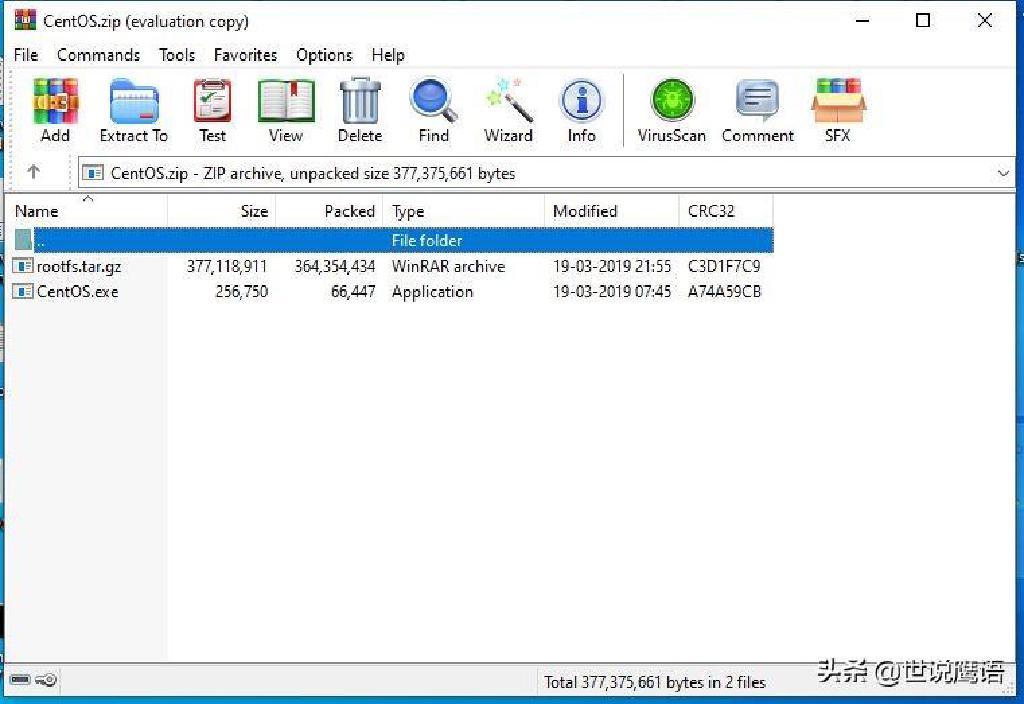 CentOS.zip (evaluation copy)
File Commands Tools Favorites Options Help
Add Extract To Test View Delete Find Wizard Info VirusScan Comment SFX
CentOS.zip - ZIP archive, unpacked size 377,375,661 bytes
Name Size Packed Type Modified CRC32
.. File folder
rootfs.tar.gz 377,118,911 364,354,434 WinRAR archive 19-03-2019 21:55 C3D1F7C9
CentOS.exe 256,750 66,447 Application 19-03-2019 07:45 A74A59CB
Total 377,375,661 bytes in 2 files
头条 @世说鹰语